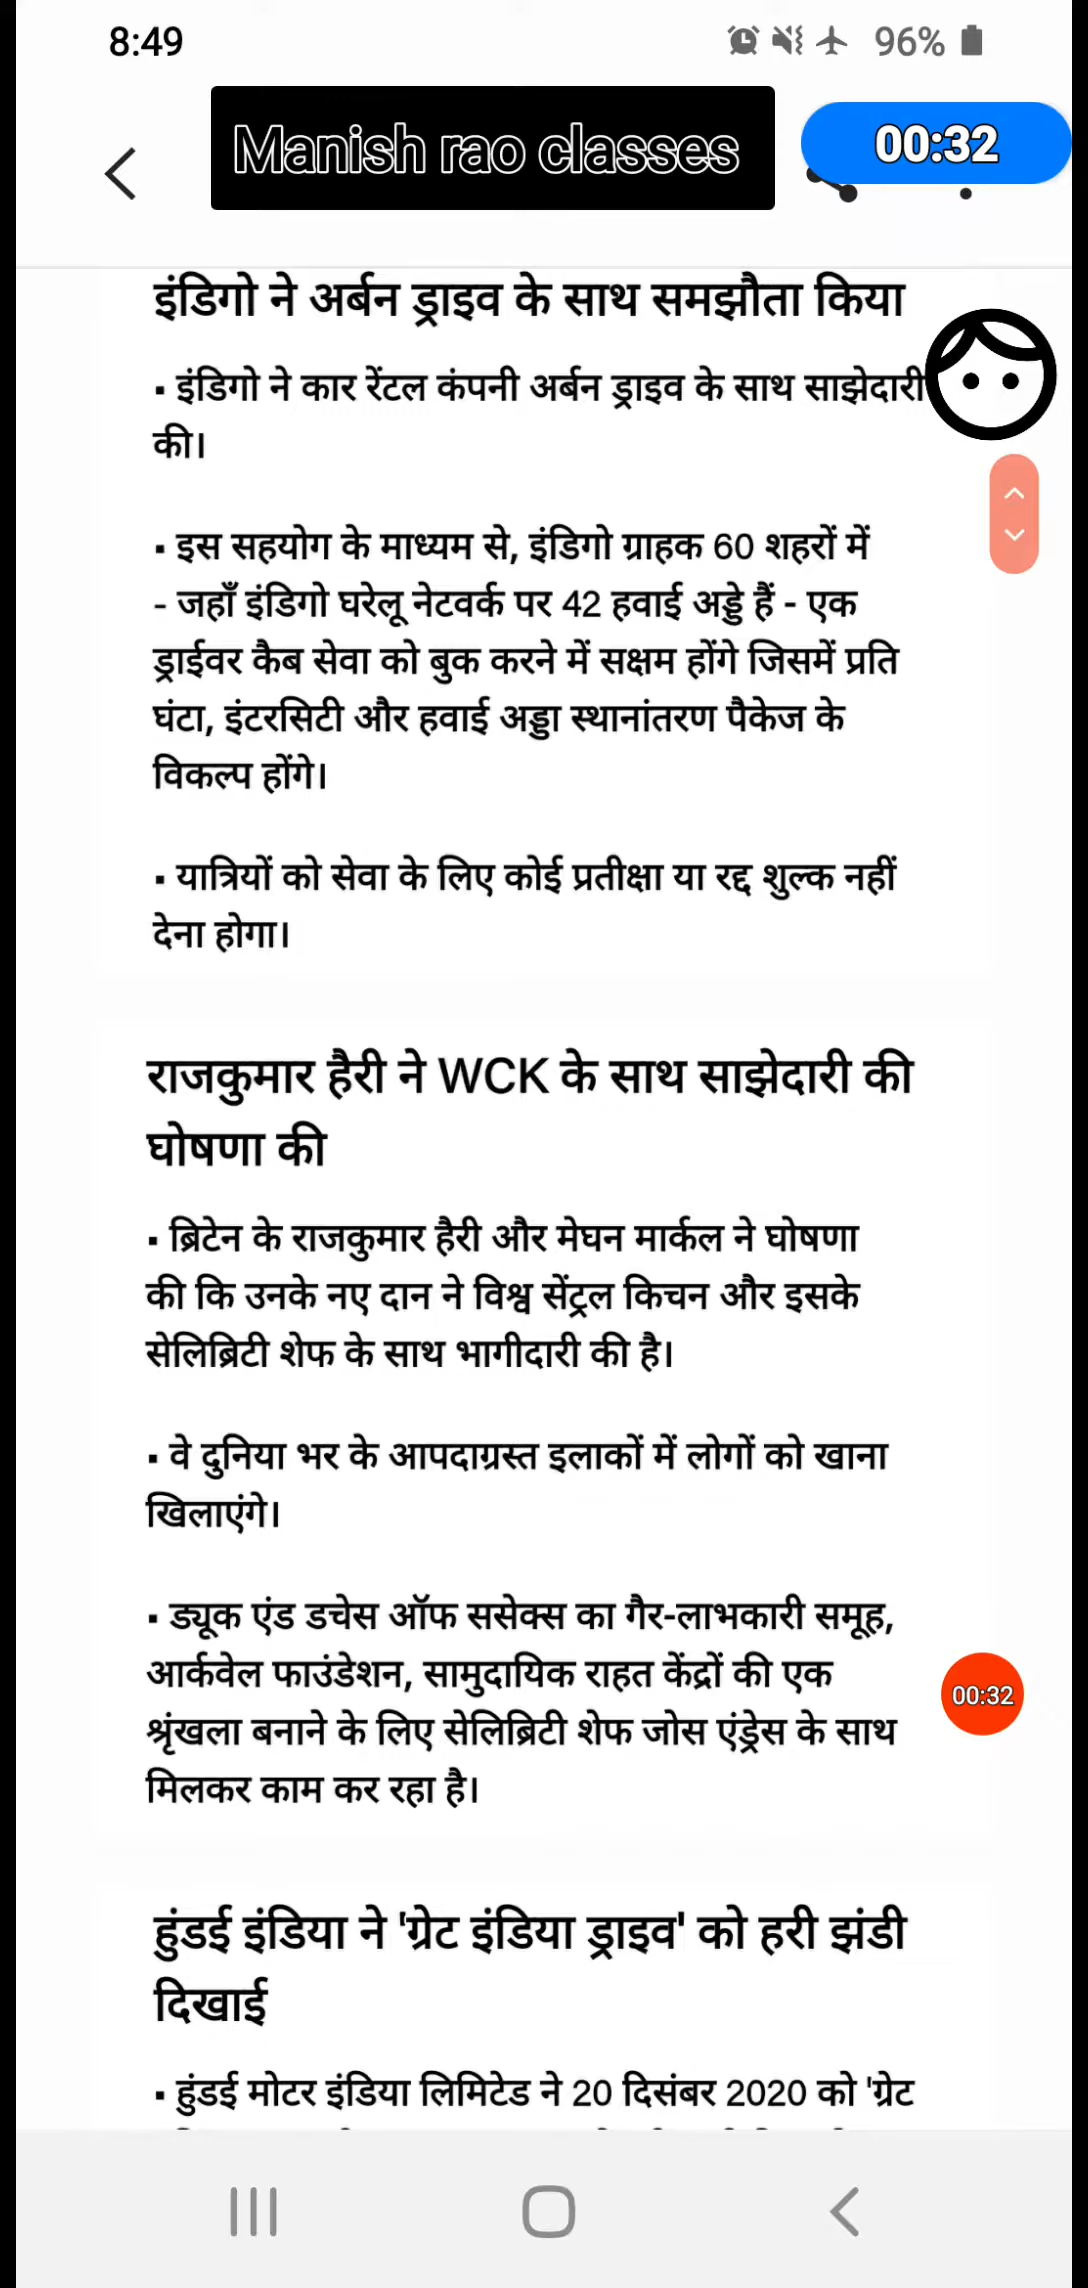 8:49
96%
Manish rao classes
00:32
इंडिगो ने अर्बन ड्राइव के साथ समझौता किया
▪ इंडिगो ने कार रेंटल कंपनी अर्बन ड्राइव के साथ साझेदारी
की।
▪ इस सहयोग के माध्यम से, इंडिगो ग्राहक 60 शहरों में
- जहाँ इंडिगो घरेलू नेटवर्क पर 42 हवाई अड्डे हैं - एक
ड्राईवर कैब सेवा को बुक करने में सक्षम होंगे जिसमें प्रति
घंटा, इंटरसिटी और हवाई अड्डा स्थानांतरण पैकेज के
विकल्प होंगे।
▪ यात्रियों को सेवा के लिए कोई प्रतीक्षा या रद्द शुल्क नहीं
देना होगा।
राजकुमार हैरी ने WCK के साथ साझेदारी की
घोषणा की
▪ ब्रिटेन के राजकुमार हैरी और मेघन मार्कल ने घोषणा
की कि उनके नए दान ने विश्व सेंट्रल किचन और इसके
सेलिब्रिटी शेफ के साथ भागीदारी की है।
▪ वे दुनिया भर के आपदाग्रस्त इलाकों में लोगों को खाना
खिलाएंगे।
▪ ड्यूक एंड डचेस ऑफ ससेक्स का गैर-लाभकारी समूह,
आर्कवेल फाउंडेशन, सामुदायिक राहत केंद्रों की एक
श्रृंखला बनाने के लिए सेलिब्रिटी शेफ जोस एंड्रेस के साथ
00:32
मिलकर काम कर रहा है।
हुंडई इंडिया ने 'ग्रेट इंडिया ड्राइव' को हरी झंडी
दिखाई
▪ हुंडई मोटर इंडिया लिमिटेड ने 20 दिसंबर 2020 को 'ग्रेट